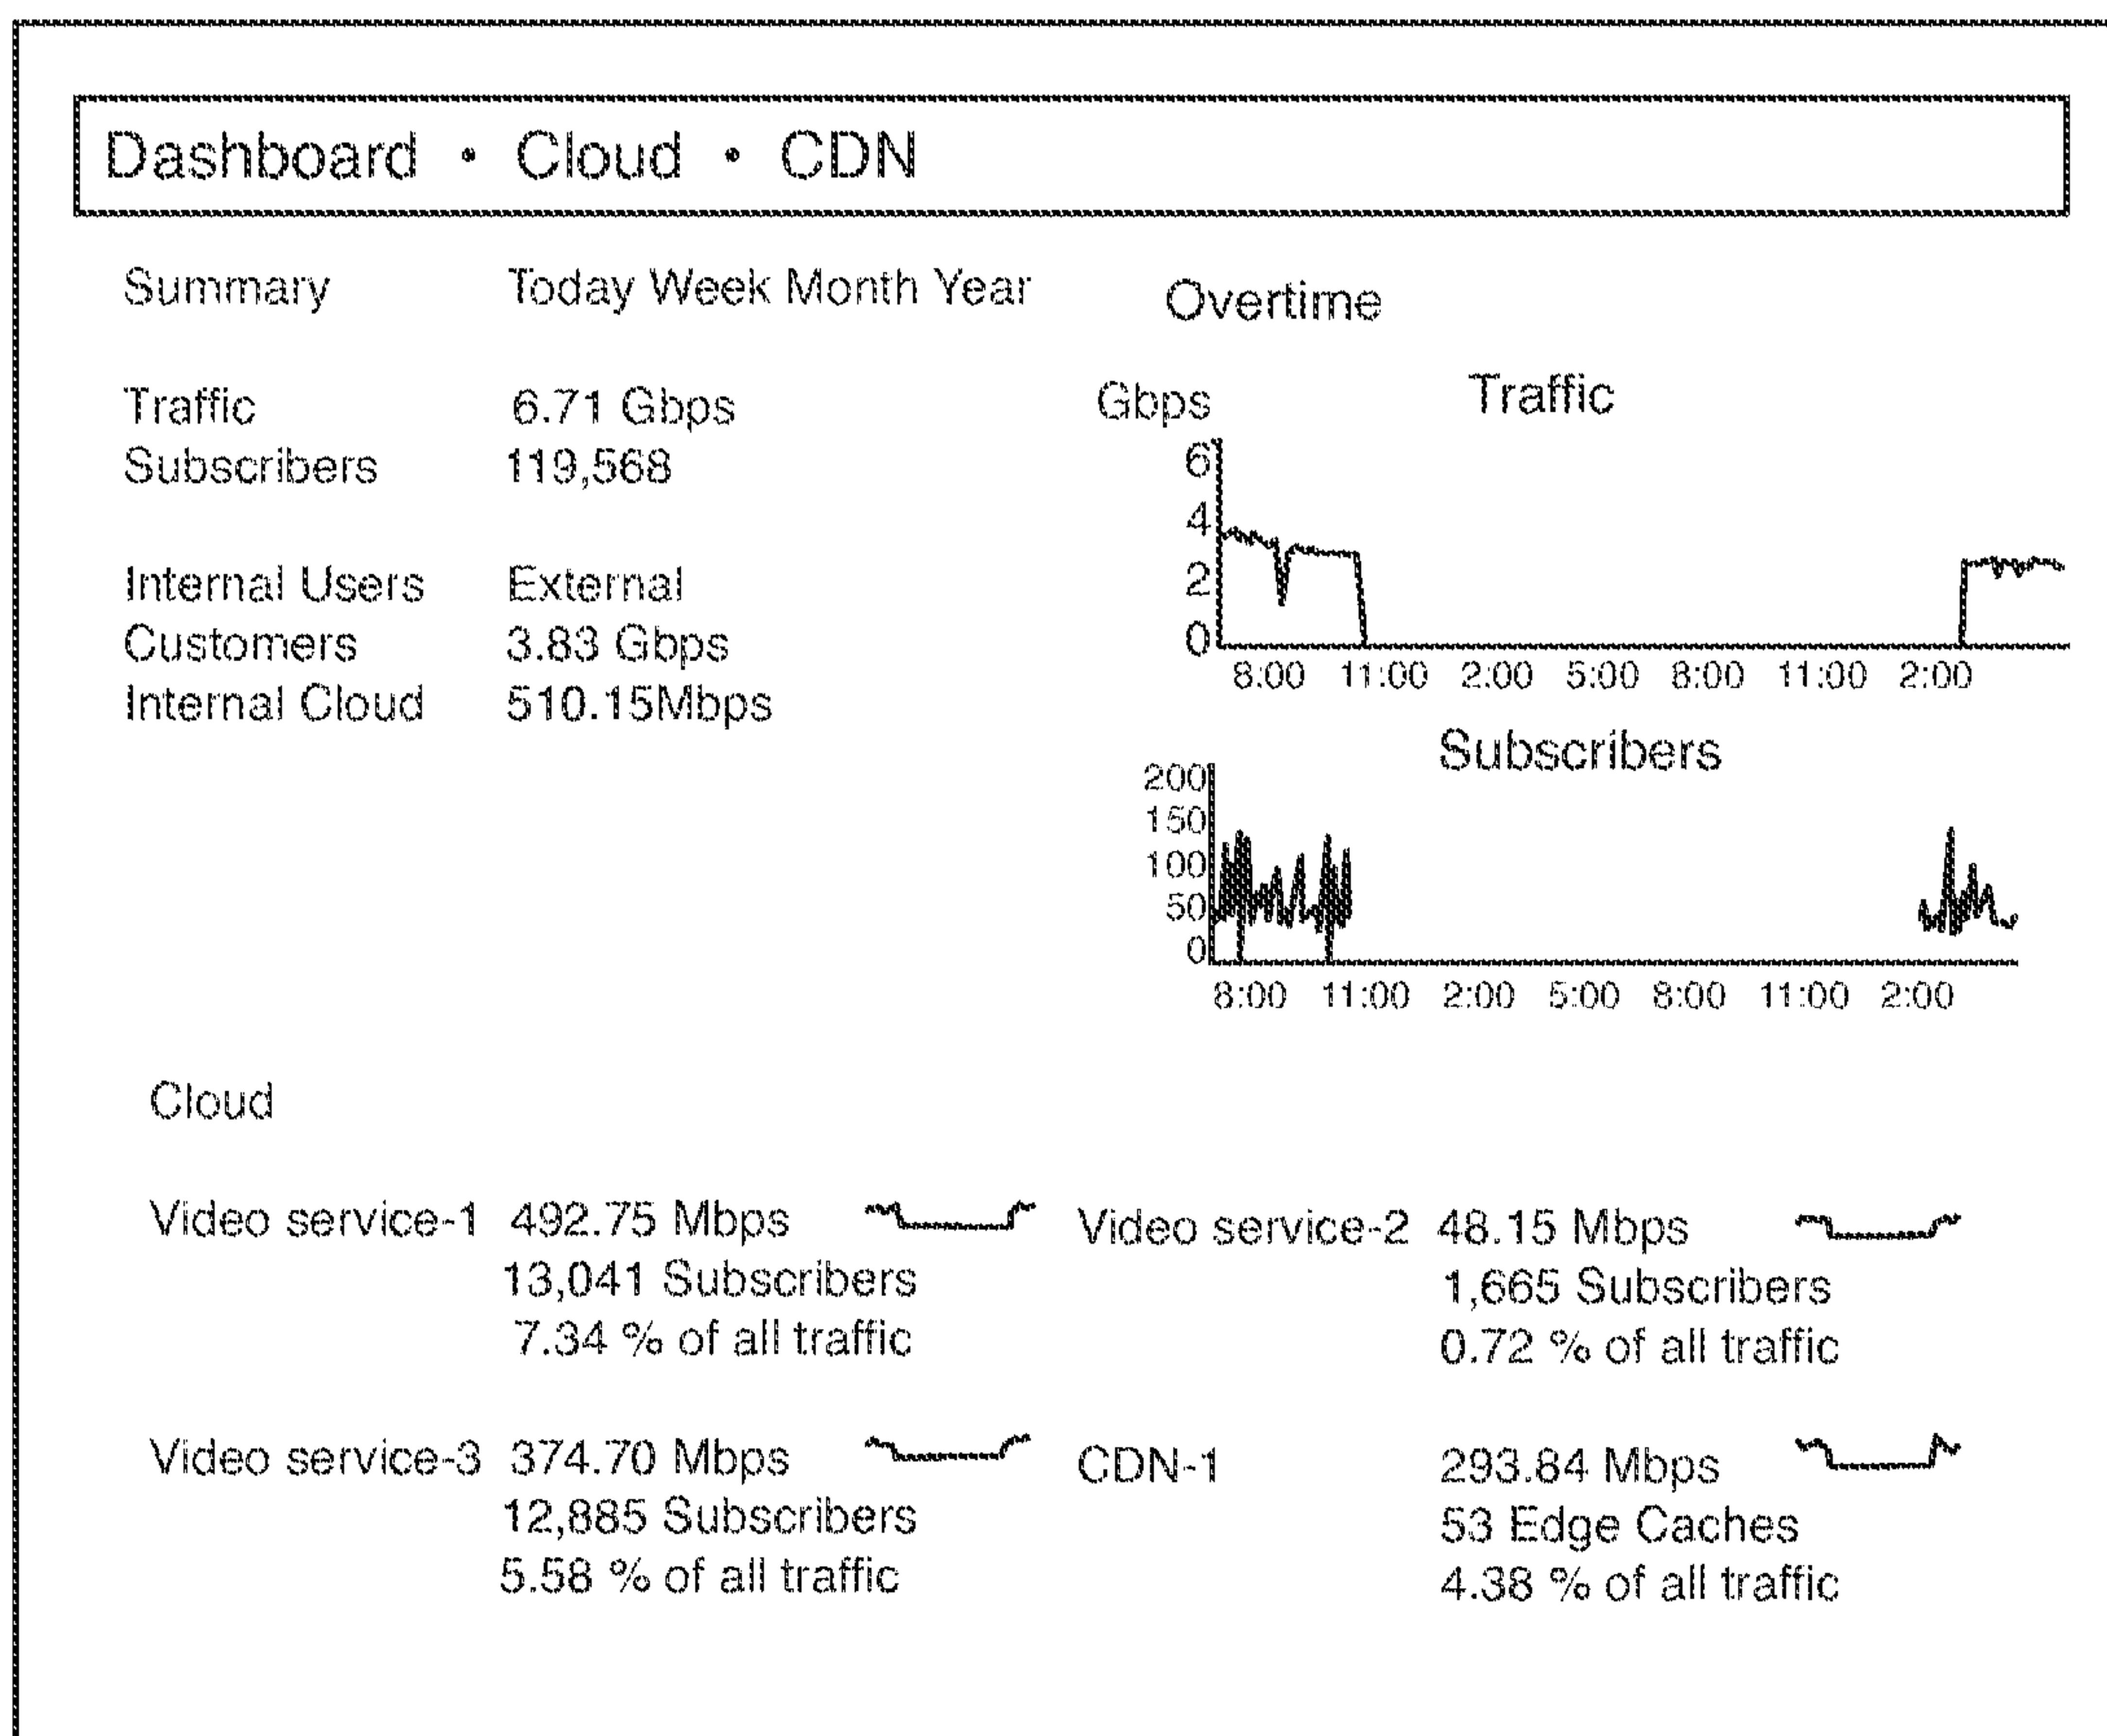 Dashboard • Cloud • CDN
Summary Today Week Month Year
Traffic 6.71 Gbps
Subscribers 119,568
Internal Users External
Customers 3.83 Gbps
Internal Cloud 510.15Mbps
Overtime
Gbps Traffic
6
4
2
0
8:00 11:00 2:00 5:00 8:00 11:00 2:00
Subscribers
200
150
100
50
0
8:00 11:00 2:00 5:00 8:00 11:00 2:00
Cloud
Video service-1 492.75 Mbps
13,041 Subscribers
7.34 % of all traffic
Video service-2 48.15 Mbps
1,665 Subscribers
0.72 % of all traffic
Video service-3 374.70 Mbps
12,885 Subscribers
5.58 % of all traffic
CDN-1 293.84 Mbps
53 Edge Caches
4.38 % of all traffic